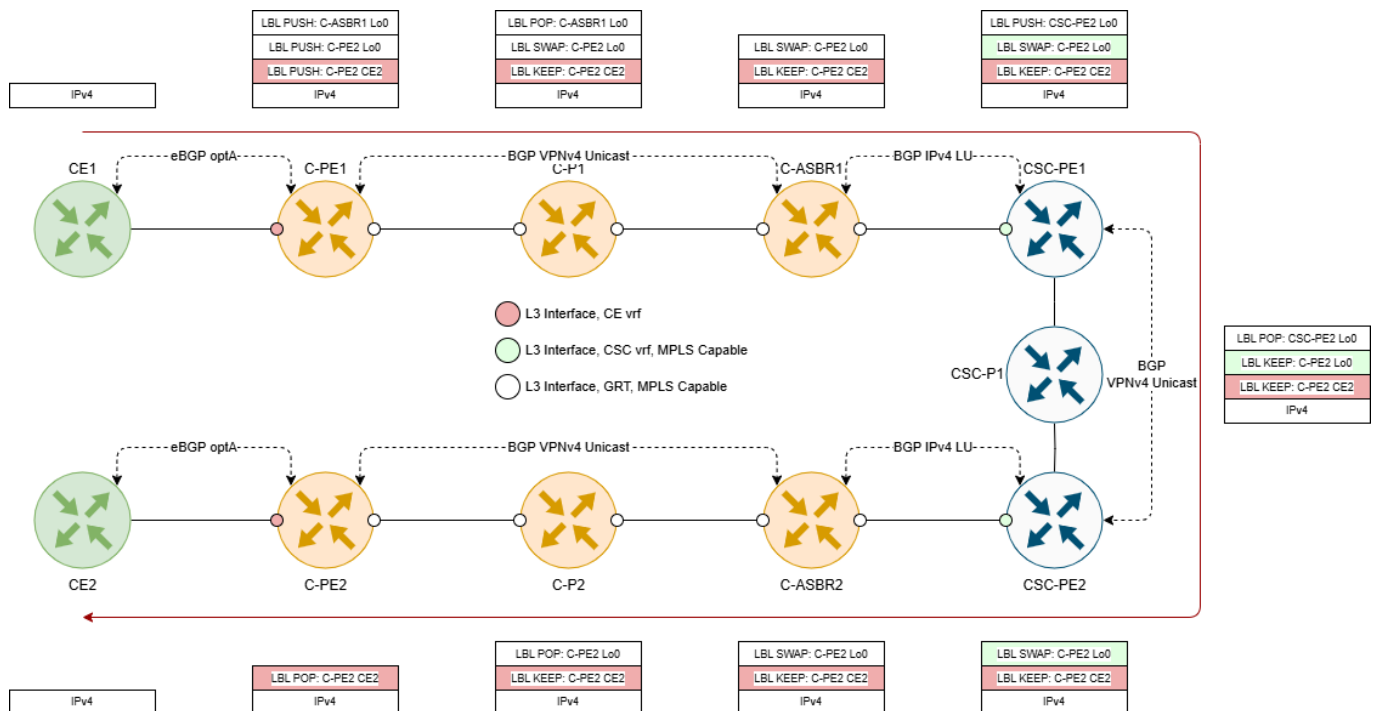 LBL PUSH: C-ASBR1 Lo0
LBL PUSH: C-PE2 Lo0
LBL PUSH: C-PE2 CE2
IPv4
LBL POP: C-ASBR1 Lo0
LBL SWAP: C-PE2 Lo0
LBL KEEP: C-PE2 CE2
IPv4
LBL SWAP: C-PE2 Lo0
LBL KEEP: C-PE2 CE2
IPv4
LBL PUSH: CSC-PE2 Lo0
LBL SWAP: C-PE2 Lo0
LBL KEEP: C-PE2 CE2
IPv4
IPv4
eBGP optA
BGP VPNv4 Unicast
BGP IPv4 LU
CE1
C-PE1
C-P1
C-ASBR1
CSC-PE1
L3 Interface, CE vrf
L3 Interface, CSC vrf, MPLS Capable
L3 Interface, GRT, MPLS Capable
CSC-P1
BGP
VPNv4 Unicast
LBL POP: CSC-PE2 Lo0
LBL KEEP: C-PE2 Lo0
LBL KEEP: C-PE2 CE2
IPv4
eBGP optA
BGP VPNv4 Unicast
BGP IPv4 LU
CE2
C-PE2
C-P2
C-ASBR2
CSC-PE2
IPv4
LBL POP: C-PE2 CE2
IPv4
LBL POP: C-PE2 Lo0
LBL KEEP: C-PE2 CE2
IPv4
LBL SWAP: C-PE2 Lo0
LBL KEEP: C-PE2 CE2
IPv4
LBL SWAP: C-PE2 Lo0
LBL KEEP: C-PE2 CE2
IPv4